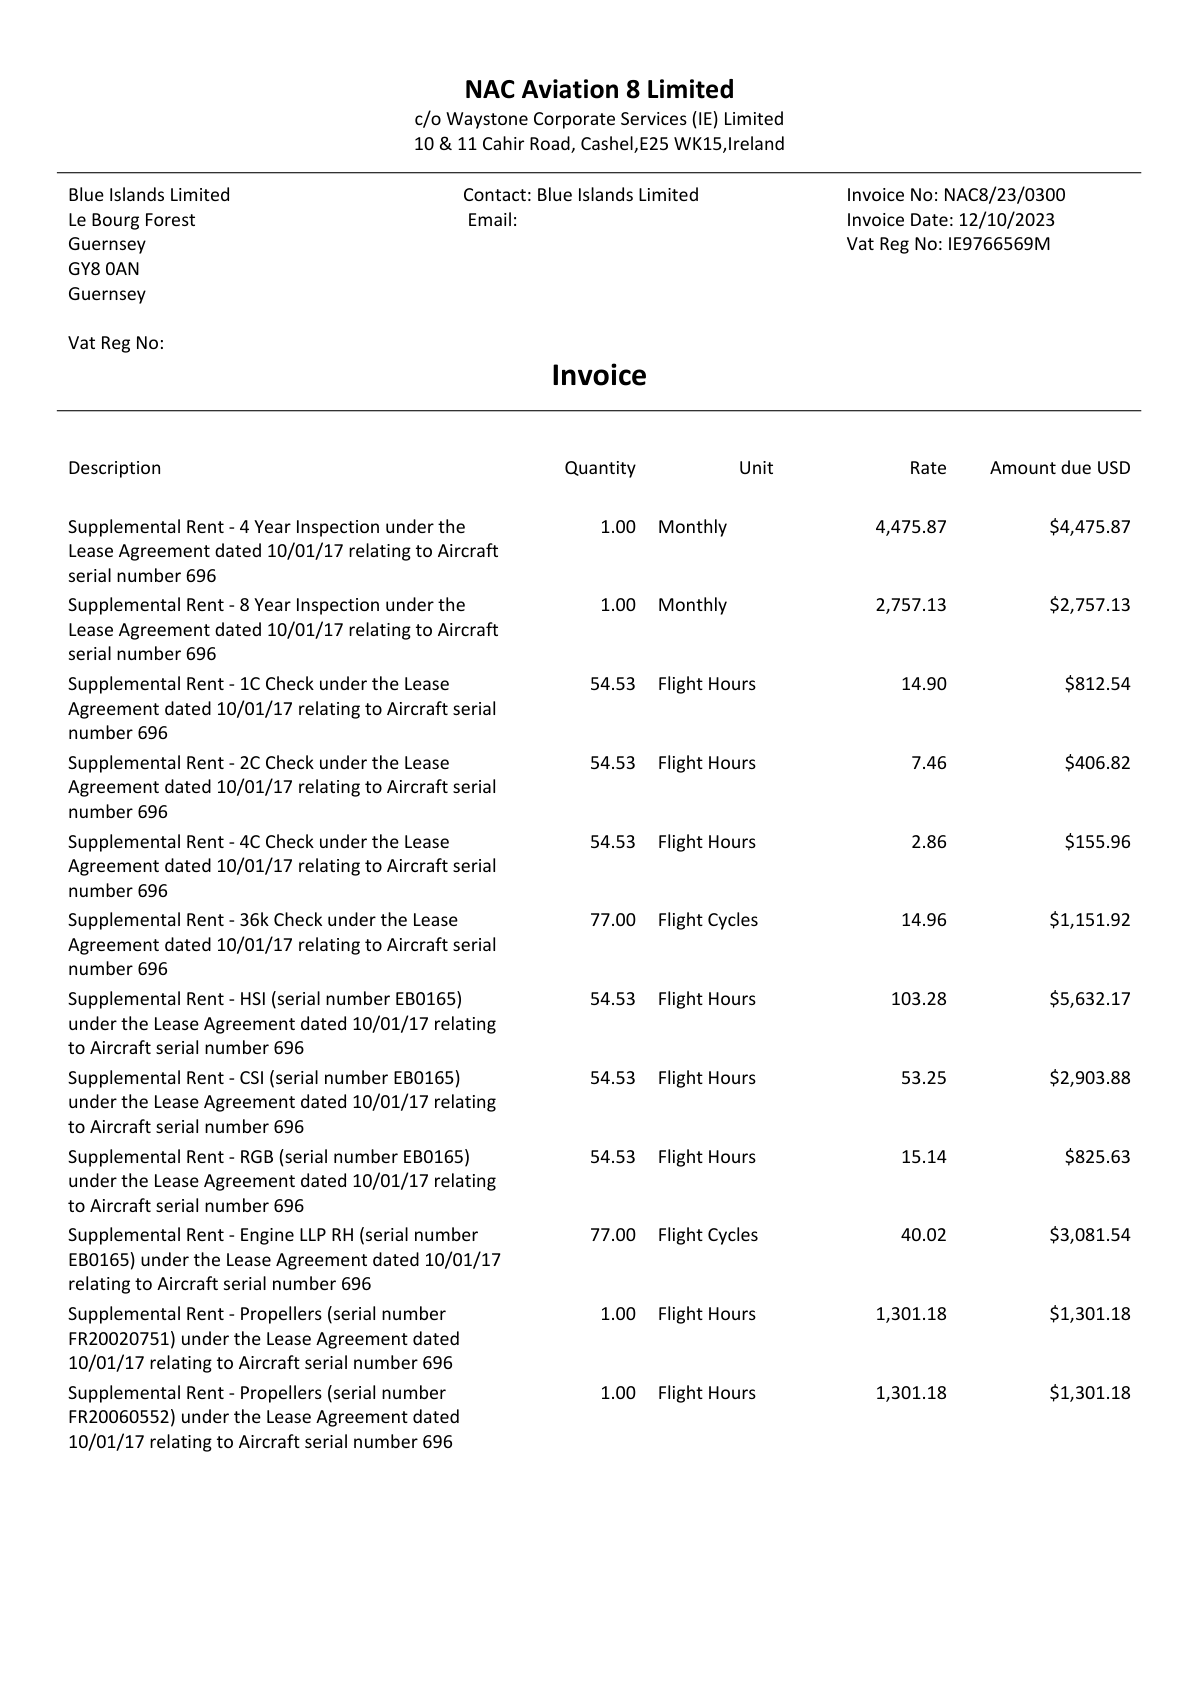 NAC Aviation 8 Limited
c/o Waystone Corporate Services (IE) Limited
10 & 11 Cahir Road, Cashel,E25 WK15,Ireland
Blue Islands Limited Contact: Blue Islands Limited Invoice No: NAC8/23/0300
Le Bourg Forest Email: Invoice Date: 12/10/2023
Guernsey Vat Reg No: IE9766569M
GY8 0AN
Guernsey
Vat Reg No:
Invoice
Description Quantity Unit Rate Amount due USD
Supplemental Rent - 4 Year Inspection under the 1.00 Monthly 4,475.87 $4,475.87
Lease Agreement dated 10/01/17 relating to Aircraft
serial number 696
Supplemental Rent - 8 Year Inspection under the 1.00 Monthly 2,757.13 $2,757.13
Lease Agreement dated 10/01/17 relating to Aircraft
serial number 696
Supplemental Rent - 1C Check under the Lease 54.53 Flight Hours 14.90 $812.54
Agreement dated 10/01/17 relating to Aircraft serial
number 696
Supplemental Rent - 2C Check under the Lease 54.53 Flight Hours 7.46 $406.82
Agreement dated 10/01/17 relating to Aircraft serial
number 696
Supplemental Rent - 4C Check under the Lease 54.53 Flight Hours 2.86 $155.96
Agreement dated 10/01/17 relating to Aircraft serial
number 696
Supplemental Rent - 36k Check under the Lease 77.00 Flight Cycles 14.96 $1,151.92
Agreement dated 10/01/17 relating to Aircraft serial
number 696
Supplemental Rent - HSI (serial number EB0165) 54.53 Flight Hours 103.28 $5,632.17
under the Lease Agreement dated 10/01/17 relating
to Aircraft serial number 696
Supplemental Rent - CSI (serial number EB0165) 54.53 Flight Hours 53.25 $2,903.88
under the Lease Agreement dated 10/01/17 relating
to Aircraft serial number 696
Supplemental Rent - RGB (serial number EB0165) 54.53 Flight Hours 15.14 $825.63
under the Lease Agreement dated 10/01/17 relating
to Aircraft serial number 696
Supplemental Rent - Engine LLP RH (serial number 77.00 Flight Cycles 40.02 $3,081.54
EB0165) under the Lease Agreement dated 10/01/17
relating to Aircraft serial number 696
Supplemental Rent - Propellers (serial number 1.00 Flight Hours 1,301.18 $1,301.18
FR20020751) under the Lease Agreement dated
10/01/17 relating to Aircraft serial number 696
Supplemental Rent - Propellers (serial number 1.00 Flight Hours 1,301.18 $1,301.18
FR20060552) under the Lease Agreement dated
10/01/17 relating to Aircraft serial number 696